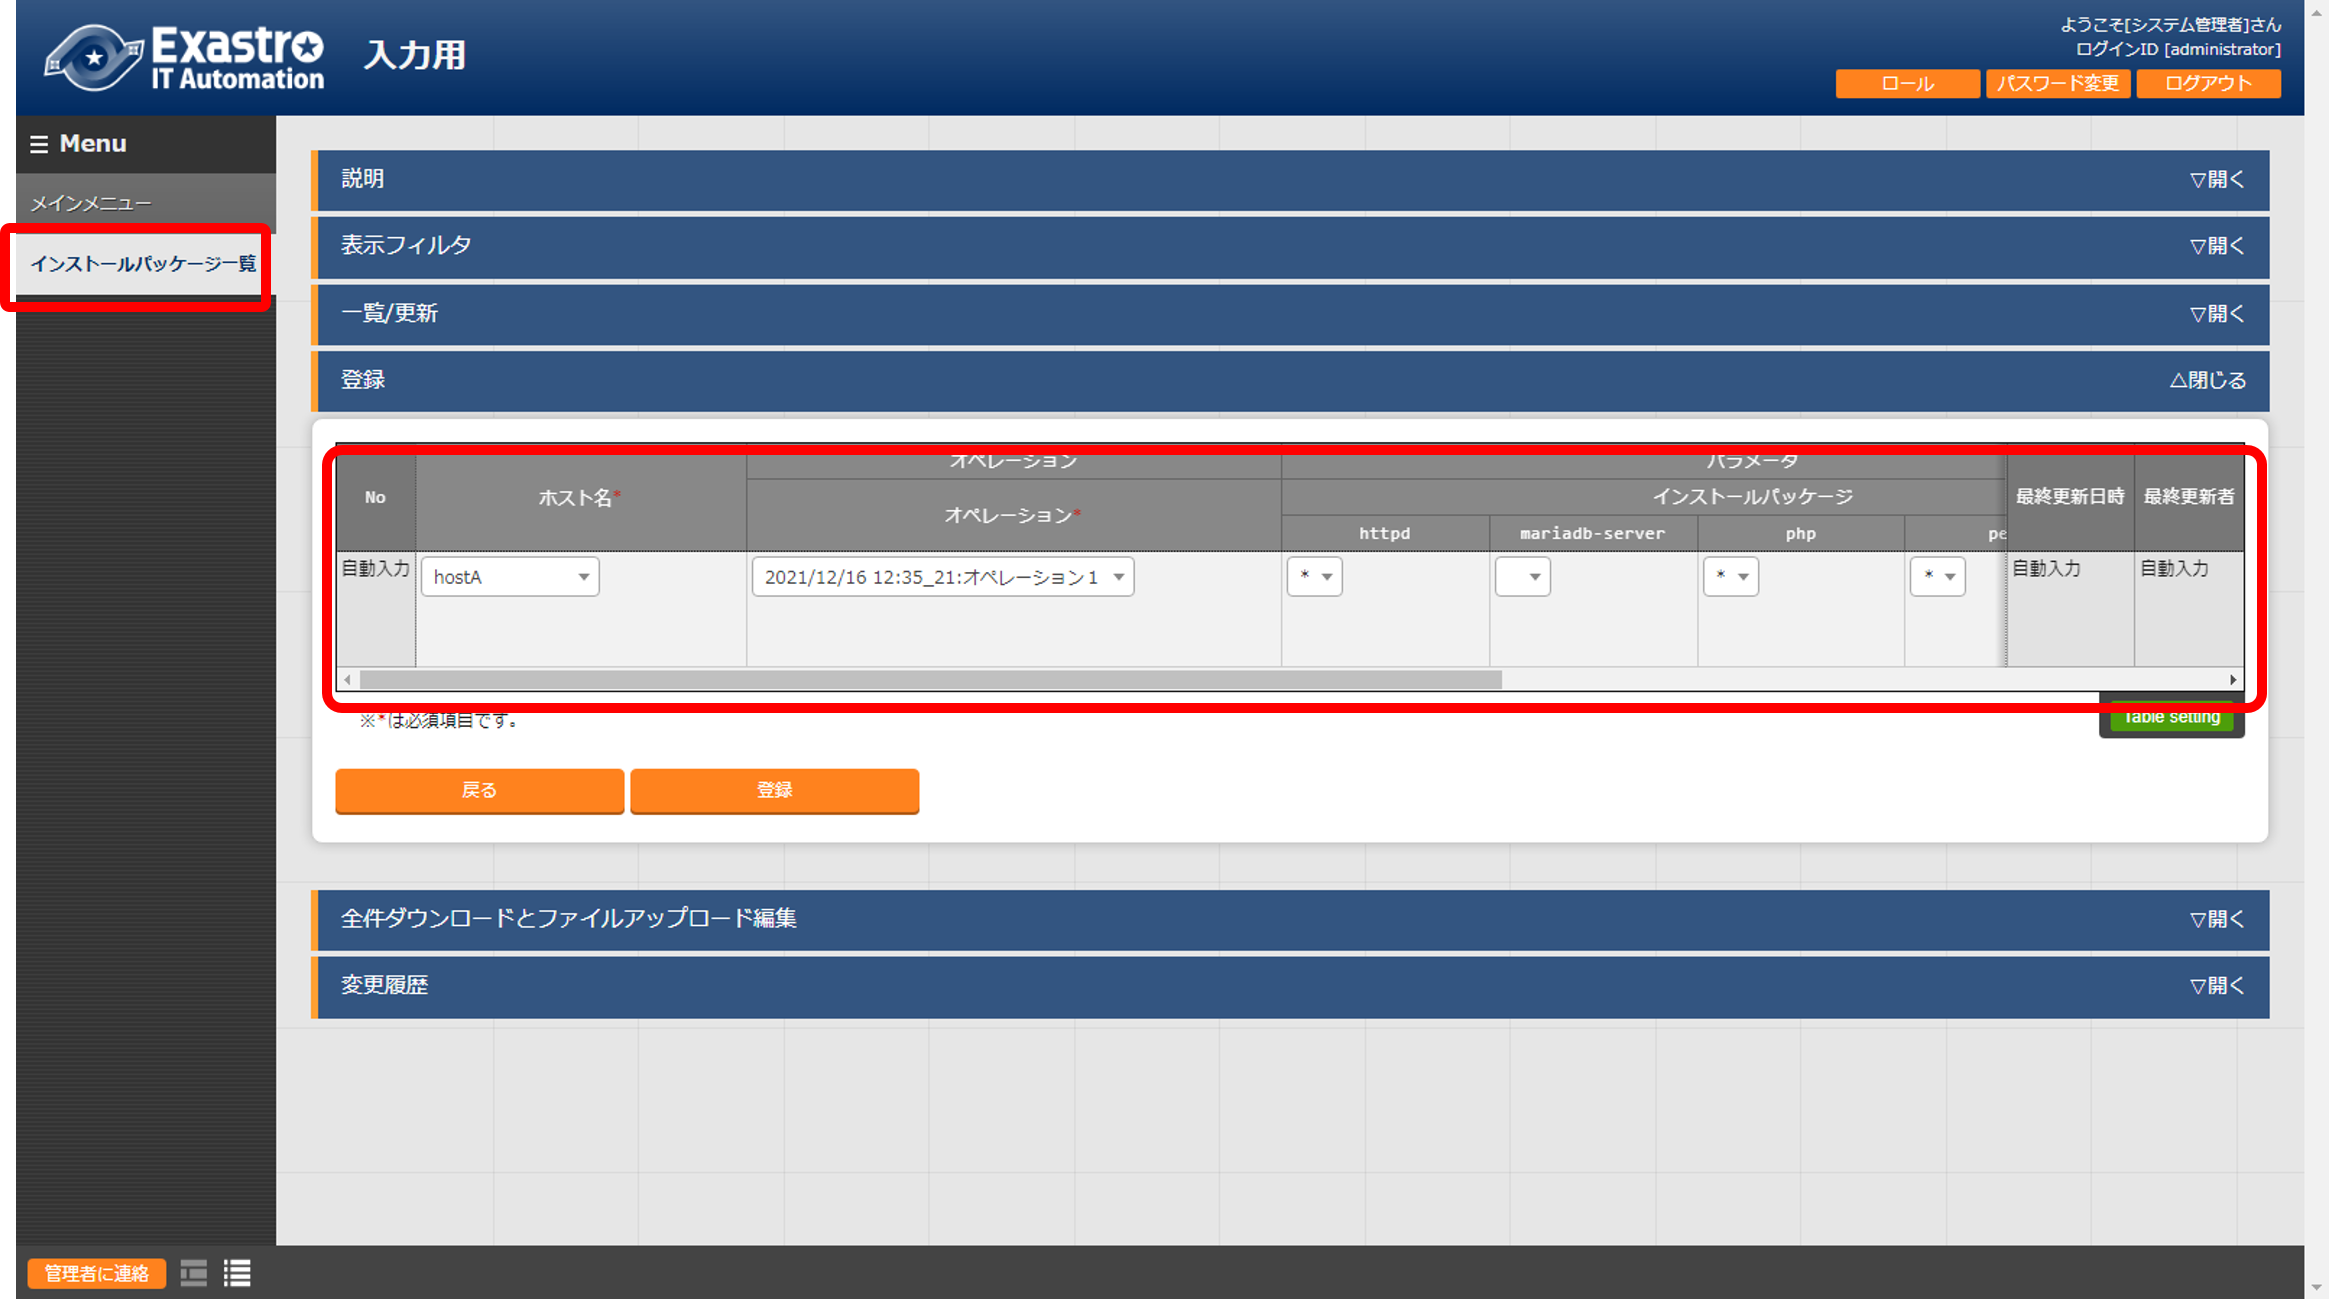 Exastro
IT Automation
入力用
ようこそ[システム管理者]さん
ログインID [administrator]
ロール
パスワード変更
ログアウト
Menu
メインメニュー
インストールパッケージ一覧
説明
▽開く
表示フィルタ
▽開く
一覧/更新
▽開く
登録
△閉じる
オペレーション
パラメータ
No
ホスト名*
オペレーション*
インストールパッケージ
最終更新日時
最終更新者
httpd
mariadb-server
php
pe
自動入力
hostA
2021/12/16 12:35_21:オペレーション1
*
*
*
自動入力
自動入力
※*は必須項目です。
Table setting
戻る
登録
全件ダウンロードとファイルアップロード編集
▽開く
変更履歴
▽開く
管理者に連絡